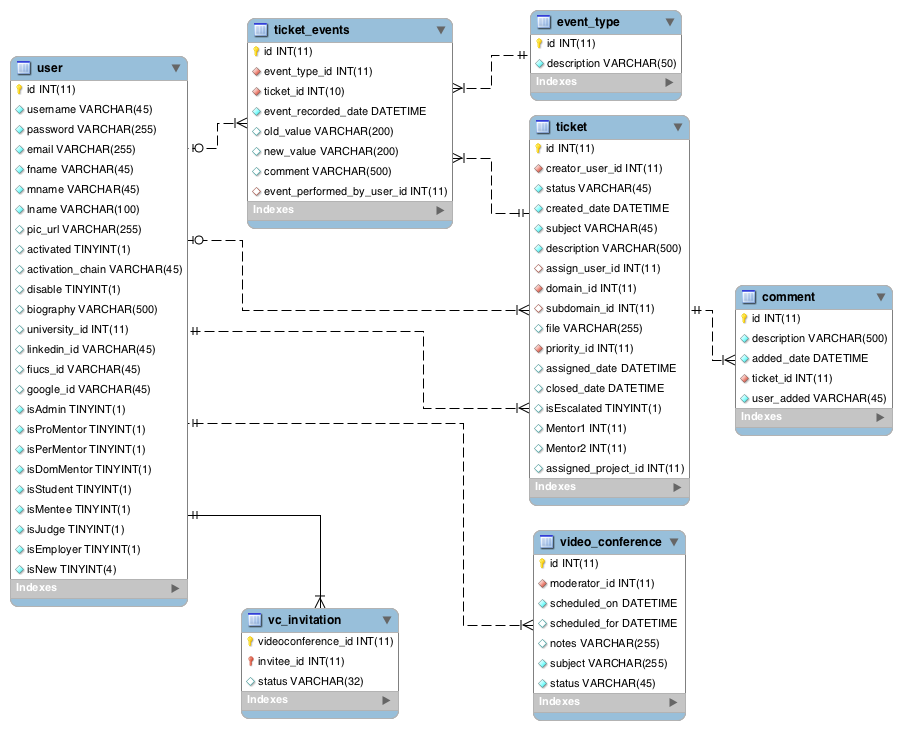 user
id INT(11)
username VARCHAR(45)
password VARCHAR(255)
email VARCHAR(255)
fname VARCHAR(45)
mname VARCHAR(45)
lname VARCHAR(100)
pic_url VARCHAR(255)
activated TINYINT(1)
activation_chain VARCHAR(45)
disable TINYINT(1)
biography VARCHAR(500)
university_id INT(11)
linkedin_id VARCHAR(45)
fiucs_id VARCHAR(45)
google_id VARCHAR(45)
isAdmin TINYINT(1)
isProMentor TINYINT(1)
isPerMentor TINYINT(1)
isDomMentor TINYINT(1)
isStudent TINYINT(1)
isMentee TINYINT(1)
isJudge TINYINT(1)
isEmployer TINYINT(1)
isNew TINYINT(4)
Indexes
ticket_events
id INT(11)
event_type_id INT(11)
ticket_id INT(10)
event_recorded_date DATETIME
old_value VARCHAR(200)
new_value VARCHAR(200)
comment VARCHAR(500)
event_performed_by_user_id INT(11)
Indexes
event_type
id INT(11)
description VARCHAR(50)
Indexes
ticket
id INT(11)
creator_user_id INT(11)
status VARCHAR(45)
created_date DATETIME
subject VARCHAR(45)
description VARCHAR(500)
assign_user_id INT(11)
domain_id INT(11)
subdomain_id INT(11)
file VARCHAR(255)
priority_id INT(11)
assigned_date DATETIME
closed_date DATETIME
isEscalated TINYINT(1)
Mentor1 INT(11)
Mentor2 INT(11)
assigned_project_id INT(11)
Indexes
comment
id INT(11)
description VARCHAR(500)
added_date DATETIME
ticket_id INT(11)
user_added VARCHAR(45)
Indexes
vc_invitation
videoconference_id INT(11)
invitee_id INT(11)
status VARCHAR(32)
Indexes
video_conference
id INT(11)
moderator_id INT(11)
scheduled_on DATETIME
scheduled_for DATETIME
notes VARCHAR(255)
subject VARCHAR(255)
status VARCHAR(45)
Indexes